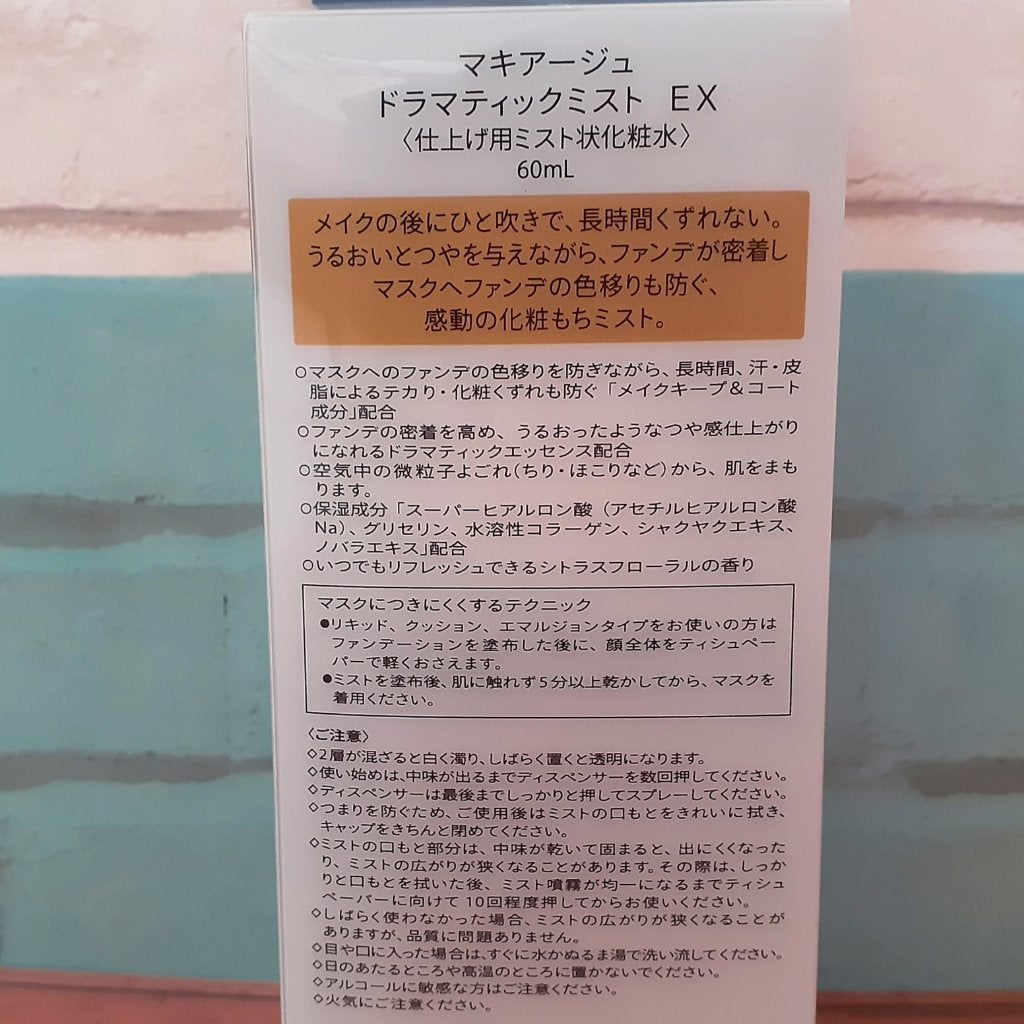 マキアージュ
ドラマティックミスト EX
〈仕上げ用ミスト状化粧水〉
60mL
メイクの後にひと吹きで、長時間くずれない。
うるおいとつやを与えながら、ファンデが密着し
マスクへファンデの色移りも防ぐ、
感動の化粧もちミスト。
○マスクへのファンデの色移りを防ぎながら、長時間、汗・皮
脂によるテカリ・化粧くずれも防ぐ「メイクキープ＆コート
成分」配合
○ファンデの密着を高め、うるおったようなつや感仕上がり
になれるドラマティックエッセンス配合
○空気中の微粒子よごれ（ちり・ほこりなど）から、肌をまも
ります。
○保湿成分「スーパーヒアルロン酸（アセチルヒアルロン酸
Na）、グリセリン、水溶性コラーゲン、シャクヤクエキス、
ノバラエキス」配合
○いつでもリフレッシュできるシトラスフローラルの香り
マスクにつきにくくするテクニック
●リキッド、クッション、エマルジョンタイプをお使いの方は
ファンデーションを塗布した後に、顔全体をティシュペー
パーで軽くおさえます。
●ミストを塗布後、肌に触れず5分以上乾かしてから、マスクを
着用ください。
〈ご注意〉
◇2層が混ざると白く濁り、しばらく置くと透明になります。
◇使い始めは、中味が出るまでディスペンサーを数回押してください。
◇ディスペンサーは最後までしっかりと押してスプレーしてください。
◇つまりを防ぐため、ご使用後はミストの口もとをきれいに拭き、
キャップをきちんと閉めてください。
◇ミストの口もと部分は、中味が乾いて固まると、出にくくなった
り、ミストの広がりが狭くなることがあります。その際は、しっか
りと口もとを拭いた後、ミスト噴霧が均一になるまでティシュ
ペーパーに向けて10回程度押してからお使いください。
◇しばらく使わなかった場合、ミストの広がりが狭くなることが
ありますが、品質に問題ありません。
◇目や口に入った場合は、すぐに水かぬるま湯で洗い流してください。
◇日のあたるところや高温のところに置かないでください。
◇アルコールに敏感な方はご注意ください。
◇火気にご注意ください。